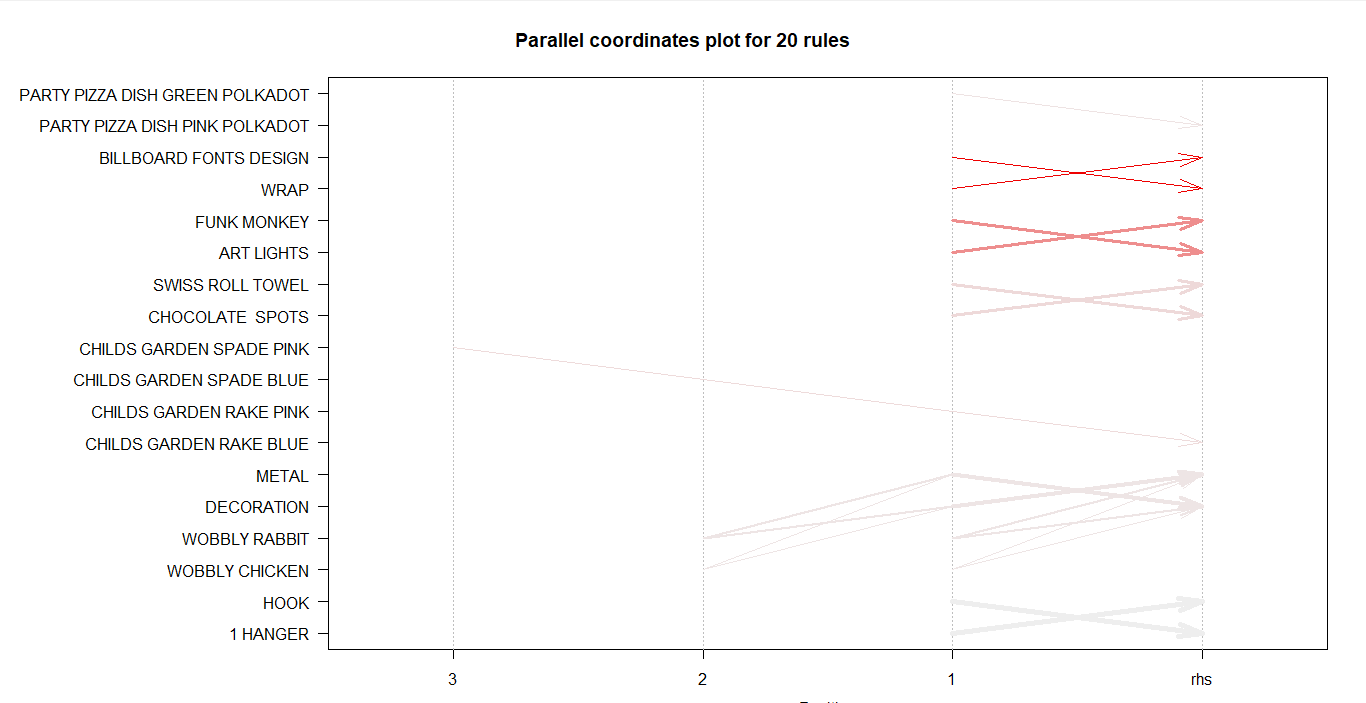 Parallel coordinates plot for 20 rules
PARTY PIZZA DISH GREEN POLKADOT
PARTY PIZZA DISH PINK POLKADOT
BILLBOARD FONTS DESIGN
WRAP
FUNK MONKEY
ART LIGHTS
SWISS ROLL TOWEL
CHOCOLATE  SPOTS
CHILDS GARDEN SPADE PINK
CHILDS GARDEN SPADE BLUE
CHILDS GARDEN RAKE PINK
CHILDS GARDEN RAKE BLUE
METAL
DECORATION
WOBBLY RABBIT
WOBBLY CHICKEN
HOOK
1 HANGER
3 2 1 rhs